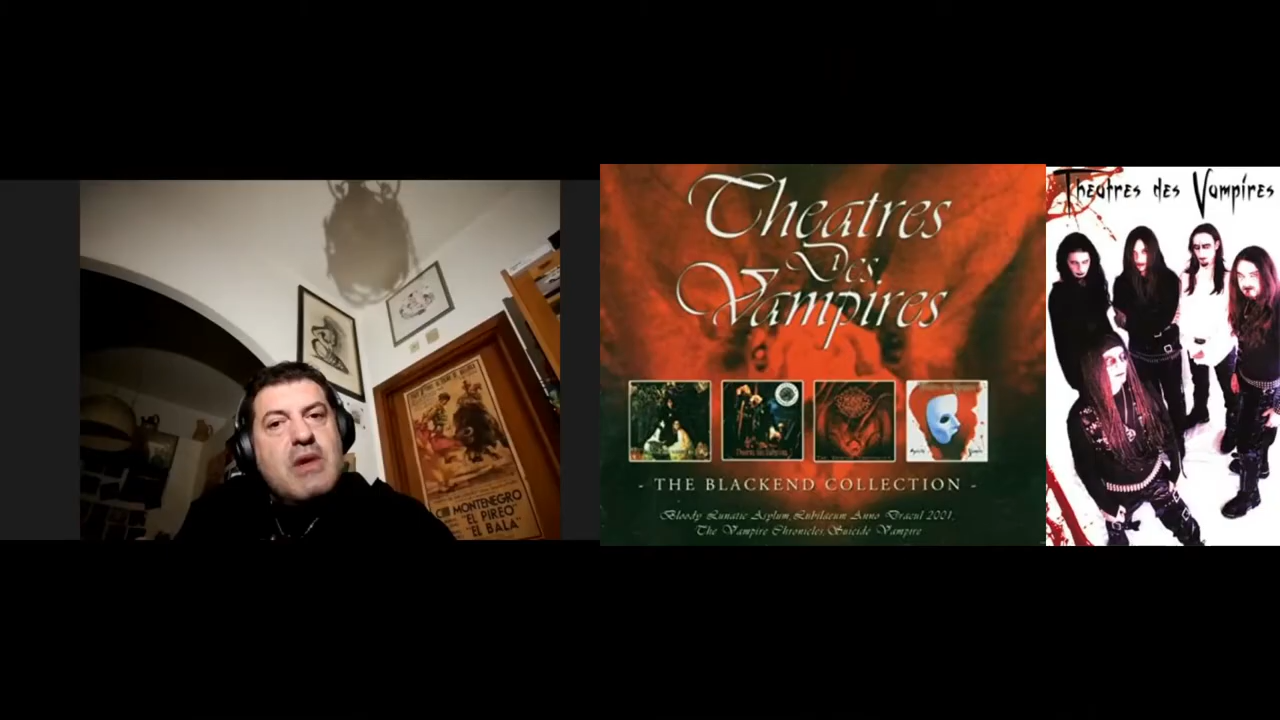 MONTENEGRO
"EL PIREO"
"EL BALA"
Theatres
Des
Vampires
- THE BLACKEND COLLECTION -
Bloody Lunatic Asylum, Iubilaeum Anno Dracul 2001,
The Vampire Chronicles, Suicide Vampire
Theatres des Vampires